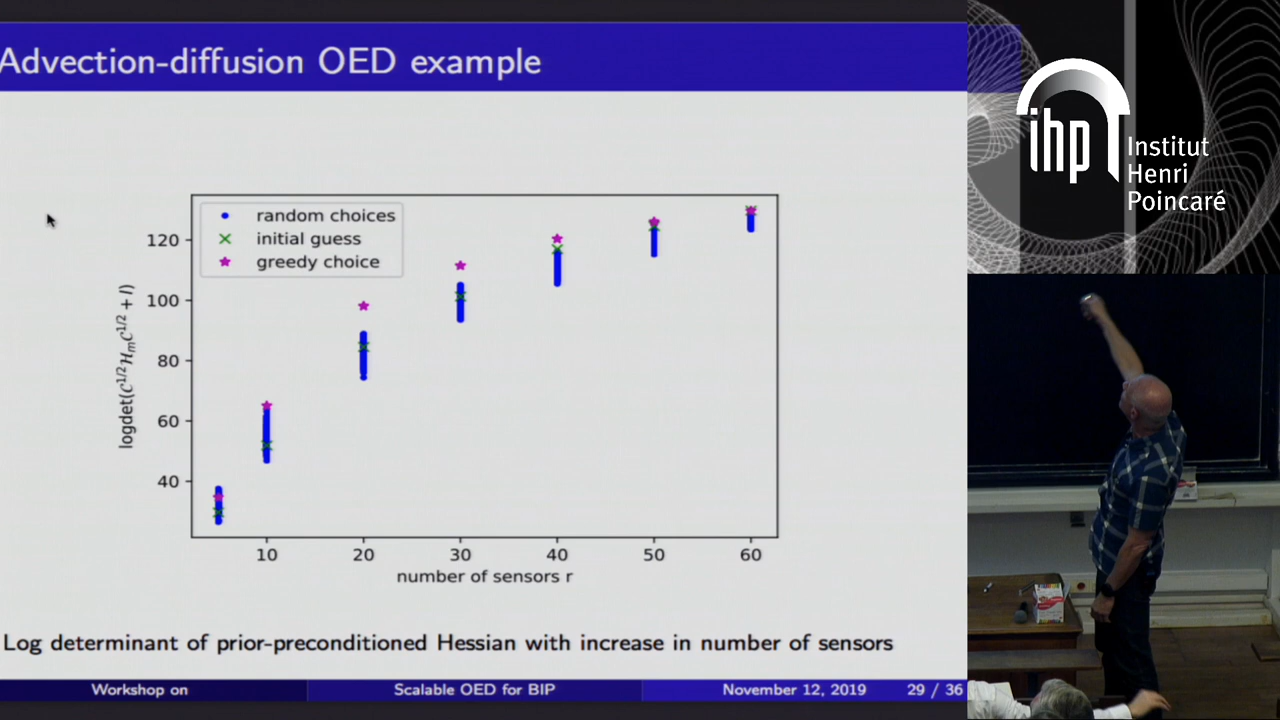 Advection-diffusion OED example
random choices
initial guess
greedy choice
120
100
80
60
40
logdet(𝒞^{1/2}ℋ_m𝒞^{1/2} + I)
10 20 30 40 50 60
number of sensors r
Log determinant of prior-preconditioned Hessian with increase in number of sensors
Workshop on Scalable OED for BIP November 12, 2019 29 / 36
ihp
Institut
Henri
Poincaré